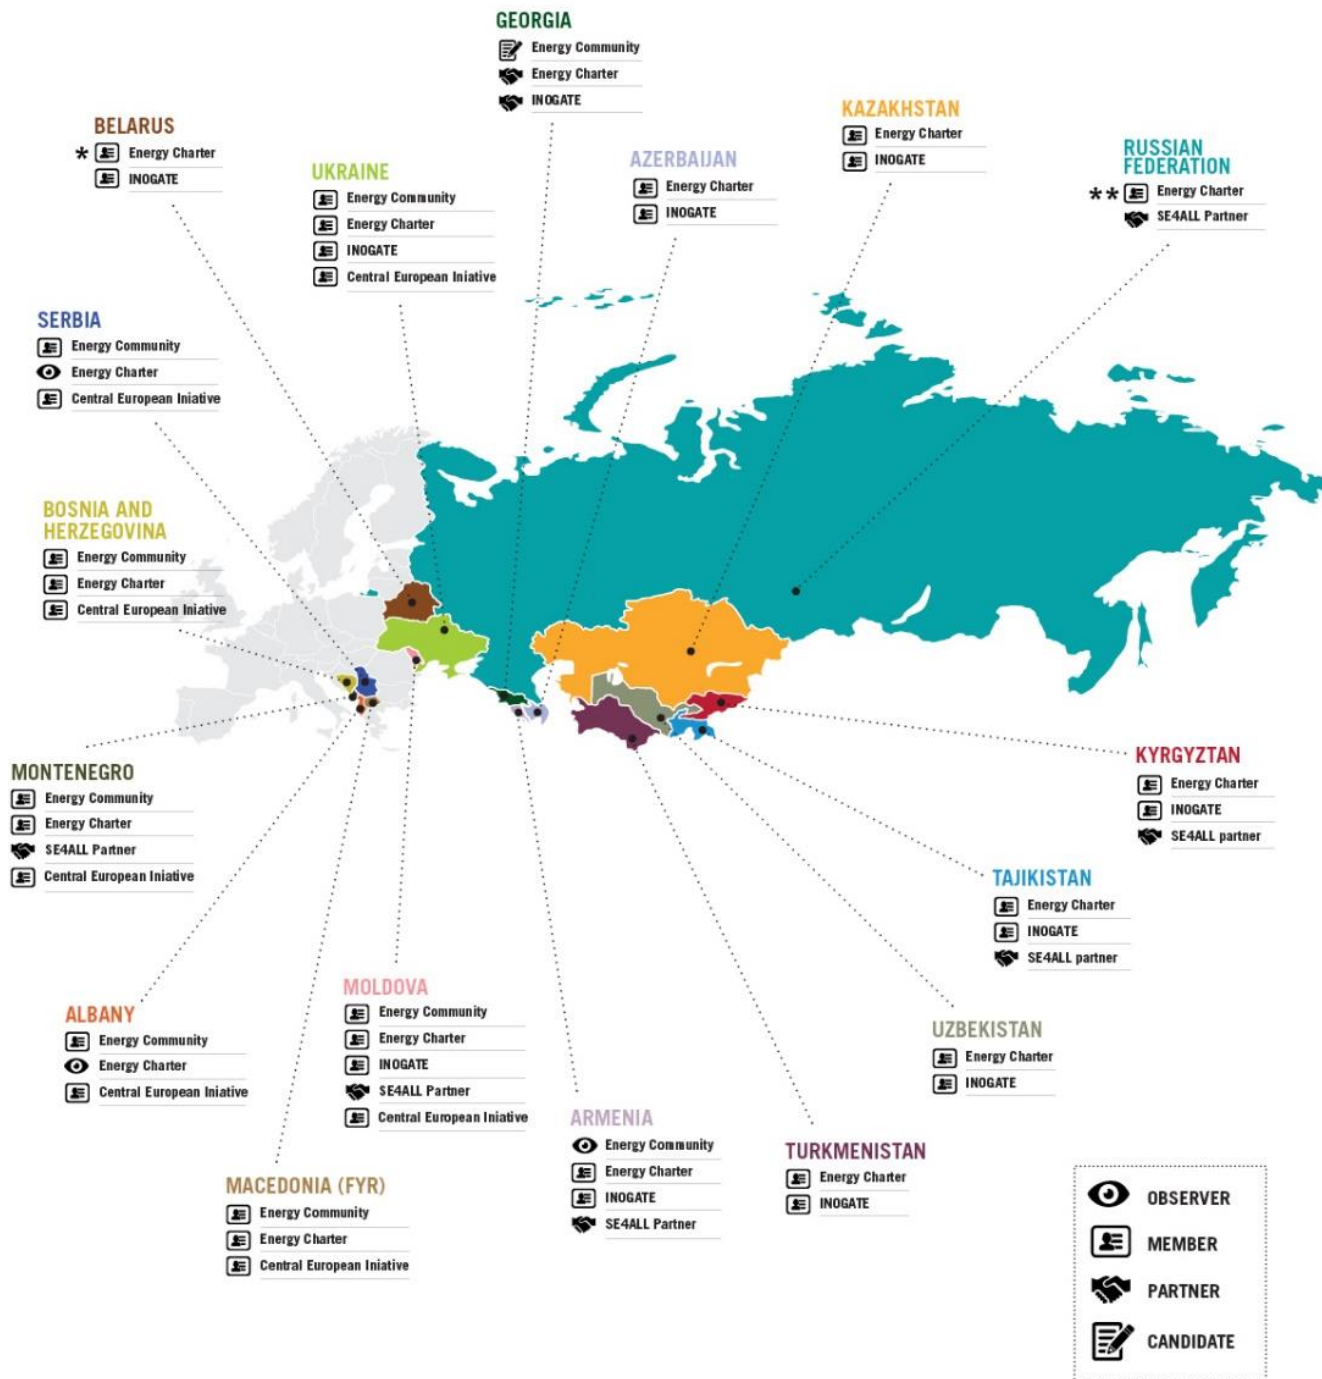 GEORGIA
Energy Community
Energy Charter
INOGATE
BELARUS
* Energy Charter
INOGATE
UKRAINE
Energy Community
Energy Charter
INOGATE
Central European Iniative
AZERBAIJAN
Energy Charter
INOGATE
KAZAKHSTAN
Energy Charter
INOGATE
RUSSIAN
FEDERATION
** Energy Charter
SE4ALL Partner
SERBIA
Energy Community
Energy Charter
Central European Iniative
BOSNIA AND
HERZEGOVINA
Energy Community
Energy Charter
Central European Iniative
MONTENEGRO
Energy Community
Energy Charter
SE4ALL Partner
Central European Iniative
KYRGYZTAN
Energy Charter
INOGATE
SE4ALL partner
TAJIKISTAN
Energy Charter
INOGATE
SE4ALL partner
ALBANY
Energy Community
Energy Charter
Central European Iniative
MOLDOVA
Energy Community
Energy Charter
INOGATE
SE4ALL Partner
Central European Iniative
UZBEKISTAN
Energy Charter
INOGATE
ARMENIA
Energy Community
Energy Charter
INOGATE
SE4ALL Partner
TURKMENISTAN
Energy Charter
INOGATE
MACEDONIA (FYR)
Energy Community
Energy Charter
Central European Iniative
OBSERVER
MEMBER
PARTNER
CANDIDATE